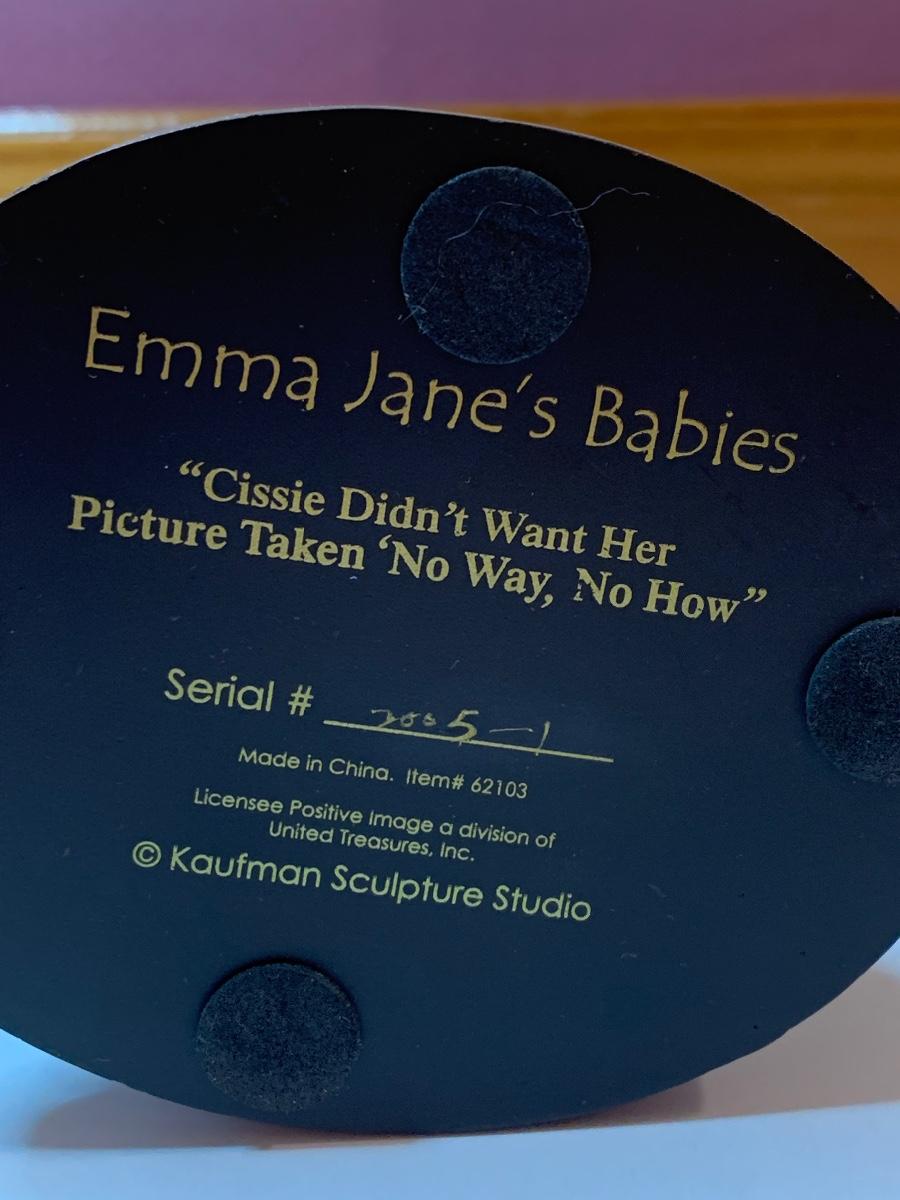 Emma Jane's Babies
“Cissie Didn't Want Her
Picture Taken ‘No Way, No How”
Serial # 2005-1
Made in China. Item# 62103
Licensee Positive Image a division of
United Treasures, Inc.
© Kaufman Sculpture Studio